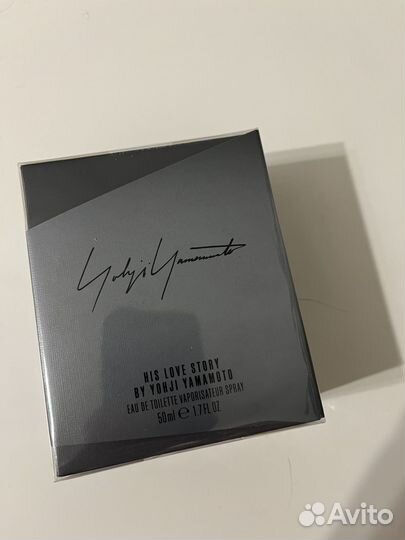 Yohji Yamamoto
HIS LOVE STORY
BY YOHJI YAMAMOTO
EAU DE TOILETTE VAPORISATEUR SPRAY
50ml ℮ 1.7FL OZ.
Avito